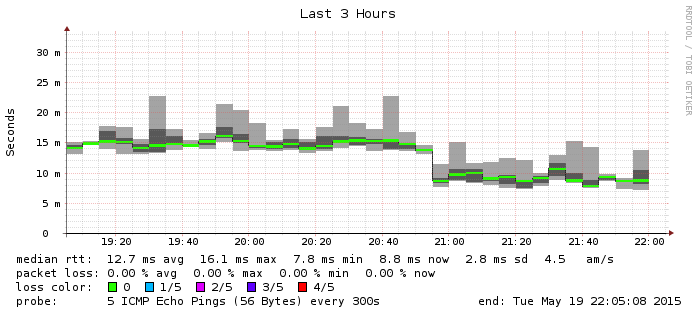 Last 3 Hours
RRDTOOL / TOBI OETIKER
Seconds
30 m
25 m
20 m
15 m
10 m
5 m
0
19:20 19:40 20:00 20:20 20:40 21:00 21:20 21:40 22:00
median rtt: 12.7 ms avg 16.1 ms max 7.8 ms min 8.8 ms now 2.8 ms sd 4.5 am/s
packet loss: 0.00 % avg 0.00 % max 0.00 % min 0.00 % now
loss color: 0 1/5 2/5 3/5 4/5
probe: 5 ICMP Echo Pings (56 Bytes) every 300s end: Tue May 19 22:05:08 2015